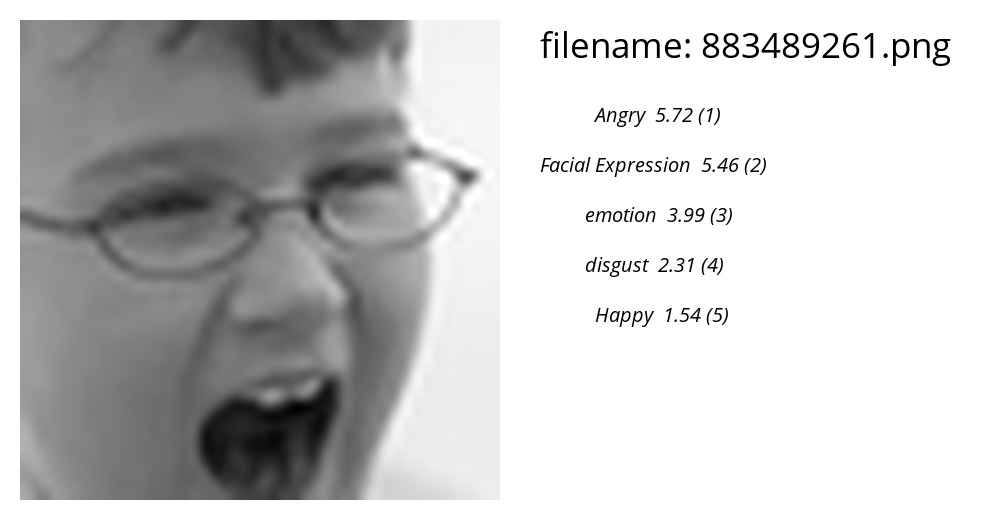 filename: 883489261.png
Angry 5.72 (1)
Facial Expression 5.46 (2)
emotion 3.99 (3)
disgust 2.31 (4)
Happy 1.54 (5)